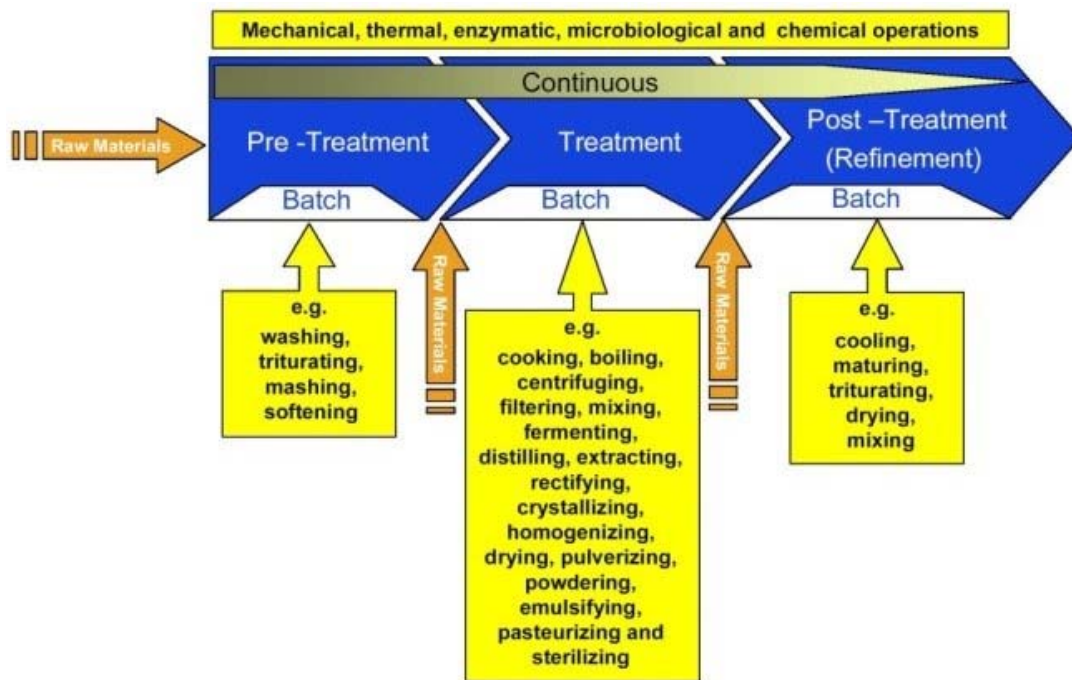 Mechanical, thermal, enzymatic, microbiological and chemical operations
Continuous
Raw Materials
Pre -Treatment
Treatment
Post –Treatment
(Refinement)
Batch
Batch
Batch
Raw Materials
Raw Materials
e.g.
washing,
triturating,
mashing,
softening
e.g.
cooking, boiling,
centrifuging,
filtering, mixing,
fermenting,
distilling, extracting,
rectifying,
crystallizing,
homogenizing,
drying, pulverizing,
powdering,
emulsifying,
pasteurizing and
sterilizing
e.g.
cooling,
maturing,
triturating,
drying,
mixing